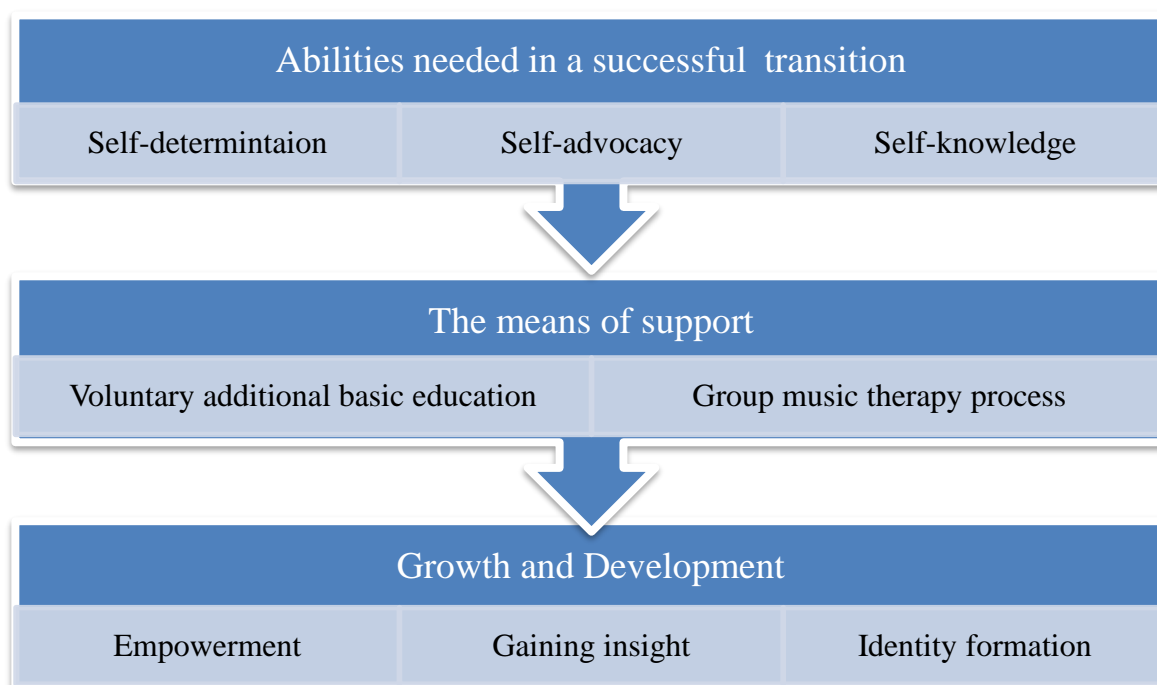 Abilities needed in a successful transition
Self-determintaion Self-advocacy Self-knowledge
The means of support
Voluntary additional basic education Group music therapy process
Growth and Development
Empowerment Gaining insight Identity formation